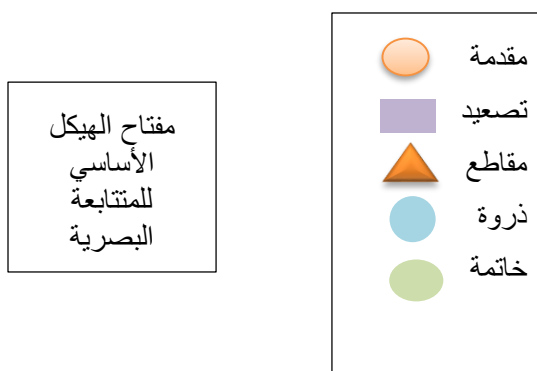 مقدمة
تصعيد
مقاطع
ذروة
خاتمة
مفتاح الهيكل
الأساسي
للمتتابعة
البصرية